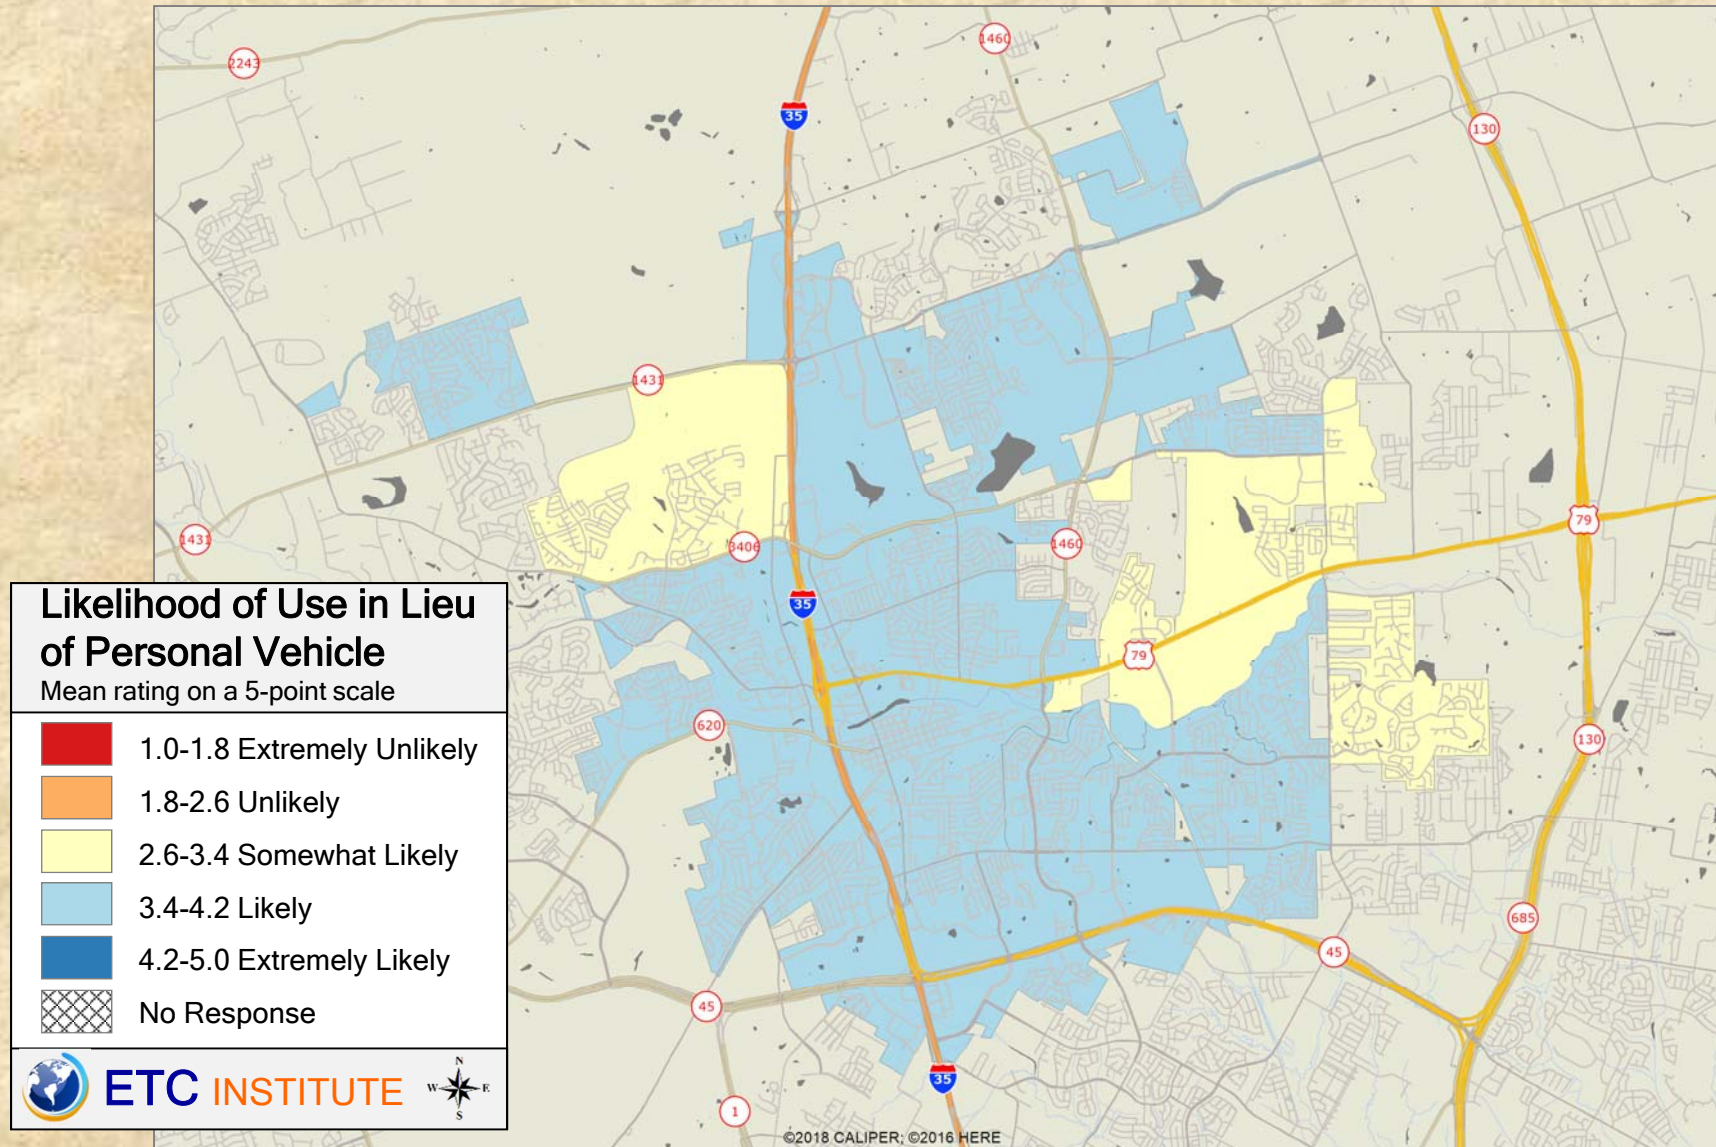 2243
1460
35
130
1431
1431
3406
1460
79
35
79
620
130
685
45
45
35
1
Likelihood of Use in Lieu
of Personal Vehicle
Mean rating on a 5-point scale
1.0-1.8 Extremely Unlikely
1.8-2.6 Unlikely
2.6-3.4 Somewhat Likely
3.4-4.2 Likely
4.2-5.0 Extremely Likely
No Response
ETC INSTITUTE
N
W E
S
©2018 CALIPER; ©2016 HERE